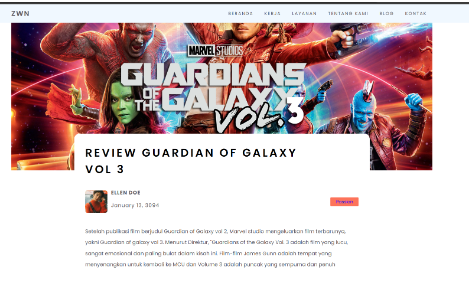 ZWN
BERANDA KERJA LAYANAN TENTANG KAMI BLOG KONTAK
MARVEL STUDIOS
GUARDIANS
OF THE GALAXY
VOL. 3
REVIEW GUARDIAN OF GALAXY
VOL 3
ELLEN DOE
January 13, 3094
Setelah publikasi film berjudul Guardian of Galaxy vol 2, Marvel studio mengeluarkan film terbarunya,
yakni Guardian of galaxy vol 3. Menurut Direktur, "Guardians of the Galaxy Vol. 3 adalah film yang lucu,
sangat emosional dan paling bulat dalam kisah ini. Film-film James Gunn adalah tempat yang
menyenangkan untuk kembali ke MCU dan Volume 3 adalah puncak yang sempurna dan penuh